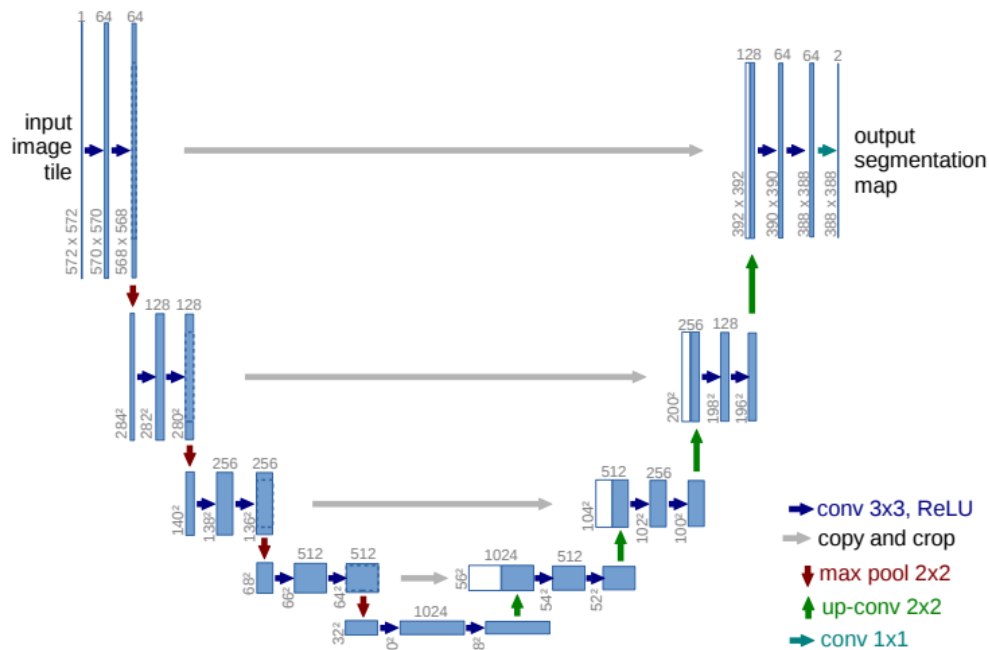 1 64 64
input
image
tile
572 x 572
570 x 570
568 x 568
128 64 64 2
output
segmentation
map
392 x 392
390 x 390
388 x 388
388 x 388
128 128
284²
282²
280²
256 128
200²
198²
196²
256 256
140²
138²
136²
512 256
104²
102²
100²
512 512
68²
66²
64²
1024 512
56²
54²
52²
1024
32²
0²
8²
conv 3x3, ReLU
copy and crop
max pool 2x2
up-conv 2x2
conv 1x1